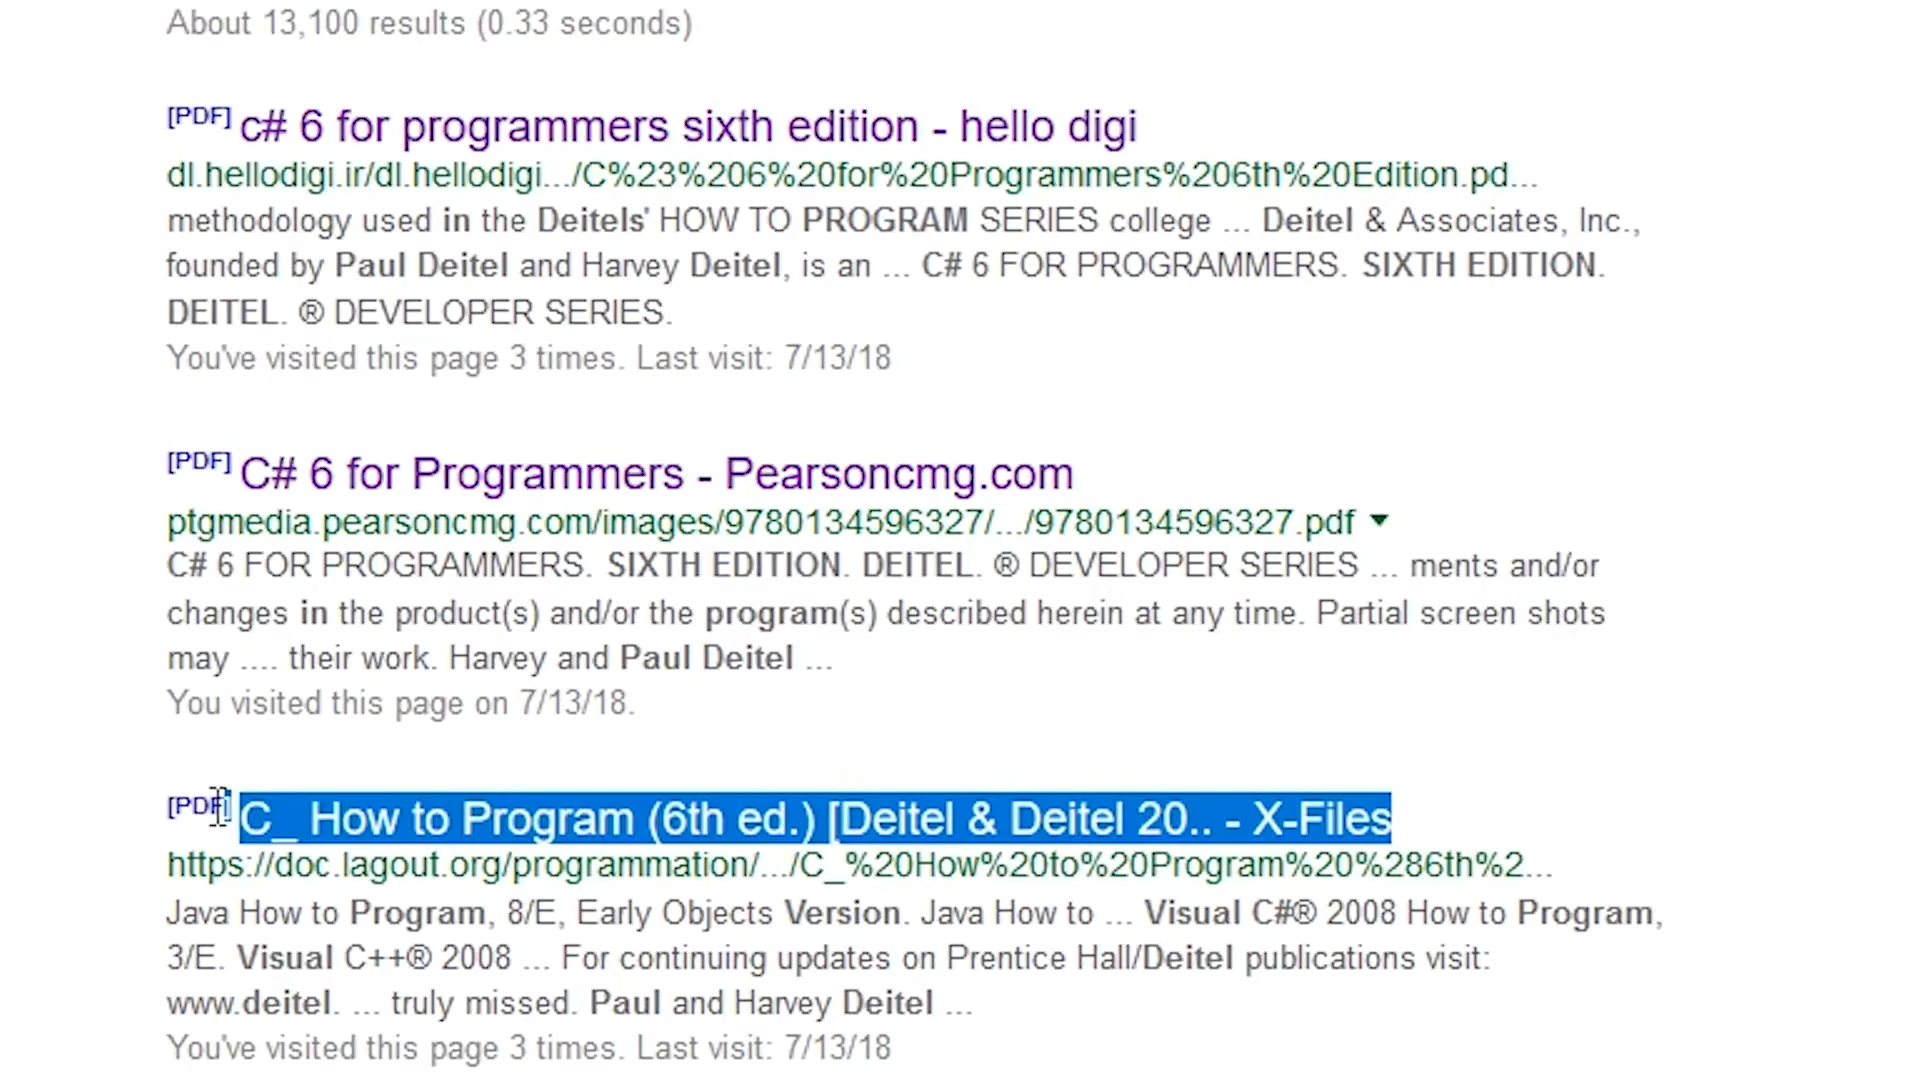 About 13,100 results (0.33 seconds)
[PDF] c# 6 for programmers sixth edition - hello digi
dl.hellodigi.ir/dl.hellodigi.../C%23%206%20for%20Programmers%206th%20Edition.pd...
methodology used in the Deitels' HOW TO PROGRAM SERIES college ... Deitel & Associates, Inc.,
founded by Paul Deitel and Harvey Deitel, is an ... C# 6 FOR PROGRAMMERS. SIXTH EDITION.
DEITEL. ® DEVELOPER SERIES.
You've visited this page 3 times. Last visit: 7/13/18
[PDF] C# 6 for Programmers - Pearsoncmg.com
ptgmedia.pearsoncmg.com/images/9780134596327/.../9780134596327.pdf
C# 6 FOR PROGRAMMERS. SIXTH EDITION. DEITEL. ® DEVELOPER SERIES ... ments and/or
changes in the product(s) and/or the program(s) described herein at any time. Partial screen shots
may .... their work. Harvey and Paul Deitel ...
You visited this page on 7/13/18.
[PDF] C_ How to Program (6th ed.) [Deitel & Deitel 20.. - X-Files
https://doc.lagout.org/programmation/.../C_%20How%20to%20Program%20%286th%2...
Java How to Program, 8/E, Early Objects Version. Java How to ... Visual C#® 2008 How to Program,
3/E. Visual C++® 2008 ... For continuing updates on Prentice Hall/Deitel publications visit:
www.deitel. ... truly missed. Paul and Harvey Deitel ...
You've visited this page 3 times. Last visit: 7/13/18